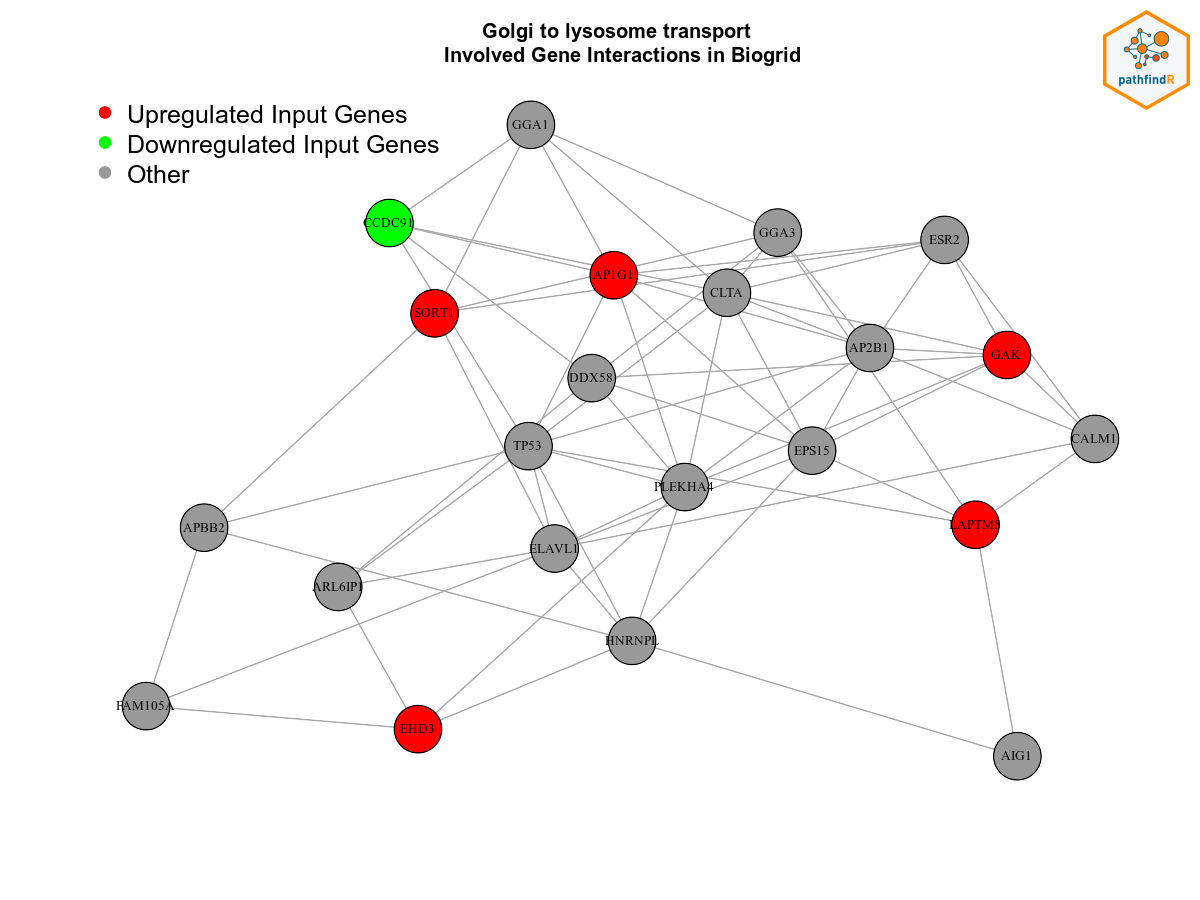 Golgi to lysosome transport
Involved Gene Interactions in Biogrid
pathfindR
Upregulated Input Genes
Downregulated Input Genes
Other
GGA1
CCDC91
GGA3
ESR2
AP1G1
CLTA
SORT1
AP2B1
GAK
DDX58
TP53
EPS15
CALM1
PLEKHA4
APBB2
LAPTM5
ELAVL1
ARL6IP1
HNRNPL
FAM105A
EHD3
AIG1